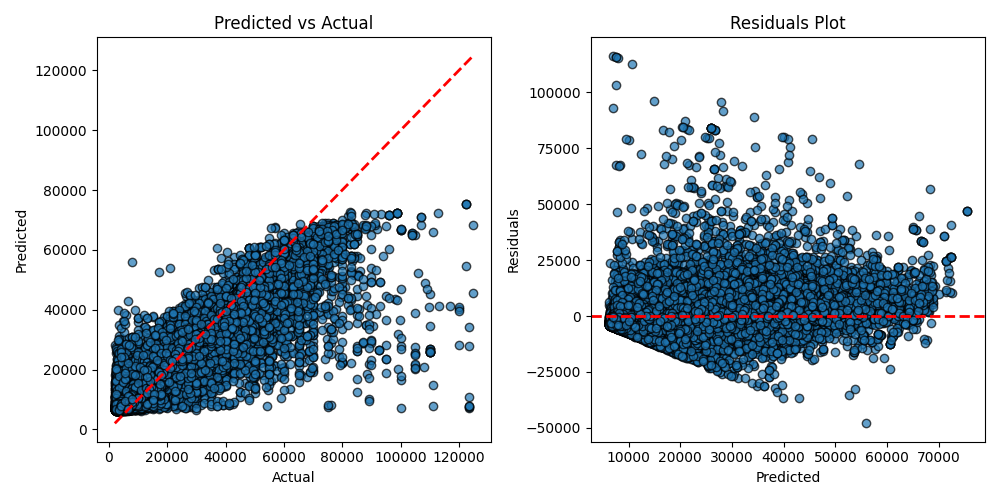 Predicted vs Actual
120000
100000
80000
60000
40000
20000
0
Predicted
0 20000 40000 60000 80000 100000 120000
Actual
Residuals Plot
100000
75000
50000
25000
0
−25000
−50000
Residuals
10000 20000 30000 40000 50000 60000 70000
Predicted